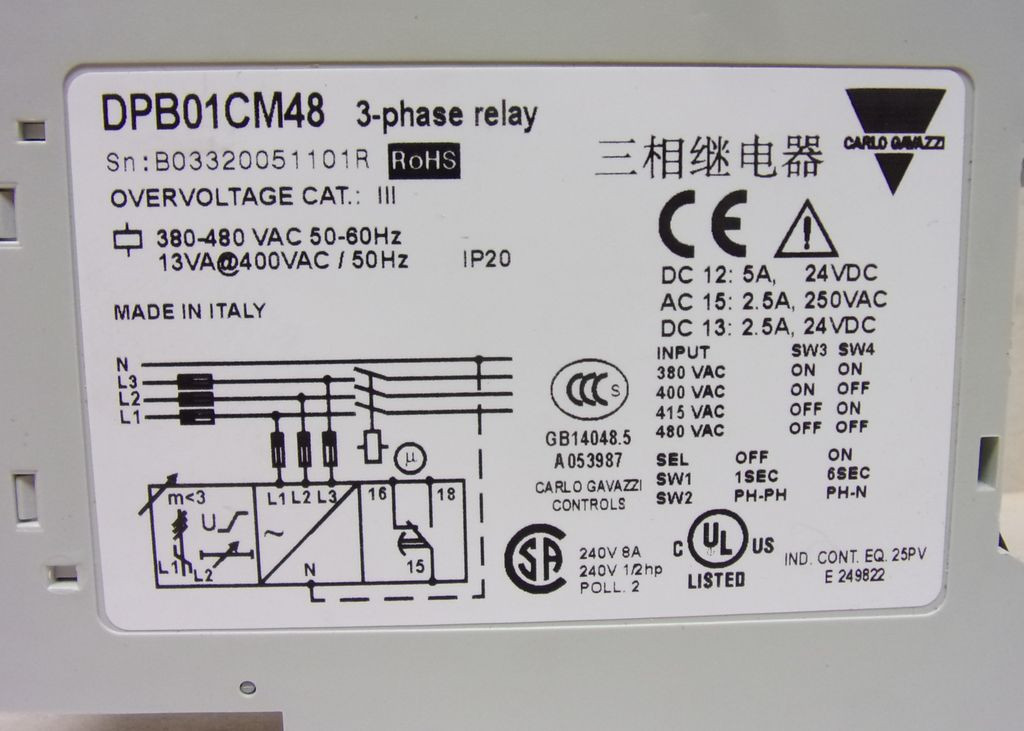 DPB01CM48 3-phase relay
Sn:B03320051101R RoHS
三相继电器
CARLO GAVAZZI
OVERVOLTAGE CAT.: III
380-480 VAC 50-60Hz
13VA@400VAC / 50Hz IP20
CE
DC 12: 5A, 24VDC
AC 15: 2.5A, 250VAC
DC 13: 2.5A, 24VDC
MADE IN ITALY
INPUT SW3 SW4
380 VAC ON ON
400 VAC ON OFF
415 VAC OFF ON
480 VAC OFF OFF
SEL OFF ON
SW1 1SEC 6SEC
SW2 PH-PH PH-N
N
L3
L2
L1
μ
m<3
L1 L2 L3
16 18
U
~
L1 L2
N
15
CCC S
GB14048.5
A053987
CARLO GAVAZZI
CONTROLS
SA
240V 8A
240V 1/2hp
POLL. 2
C UL US
LISTED
IND. CONT. EQ. 25PV
E 249822